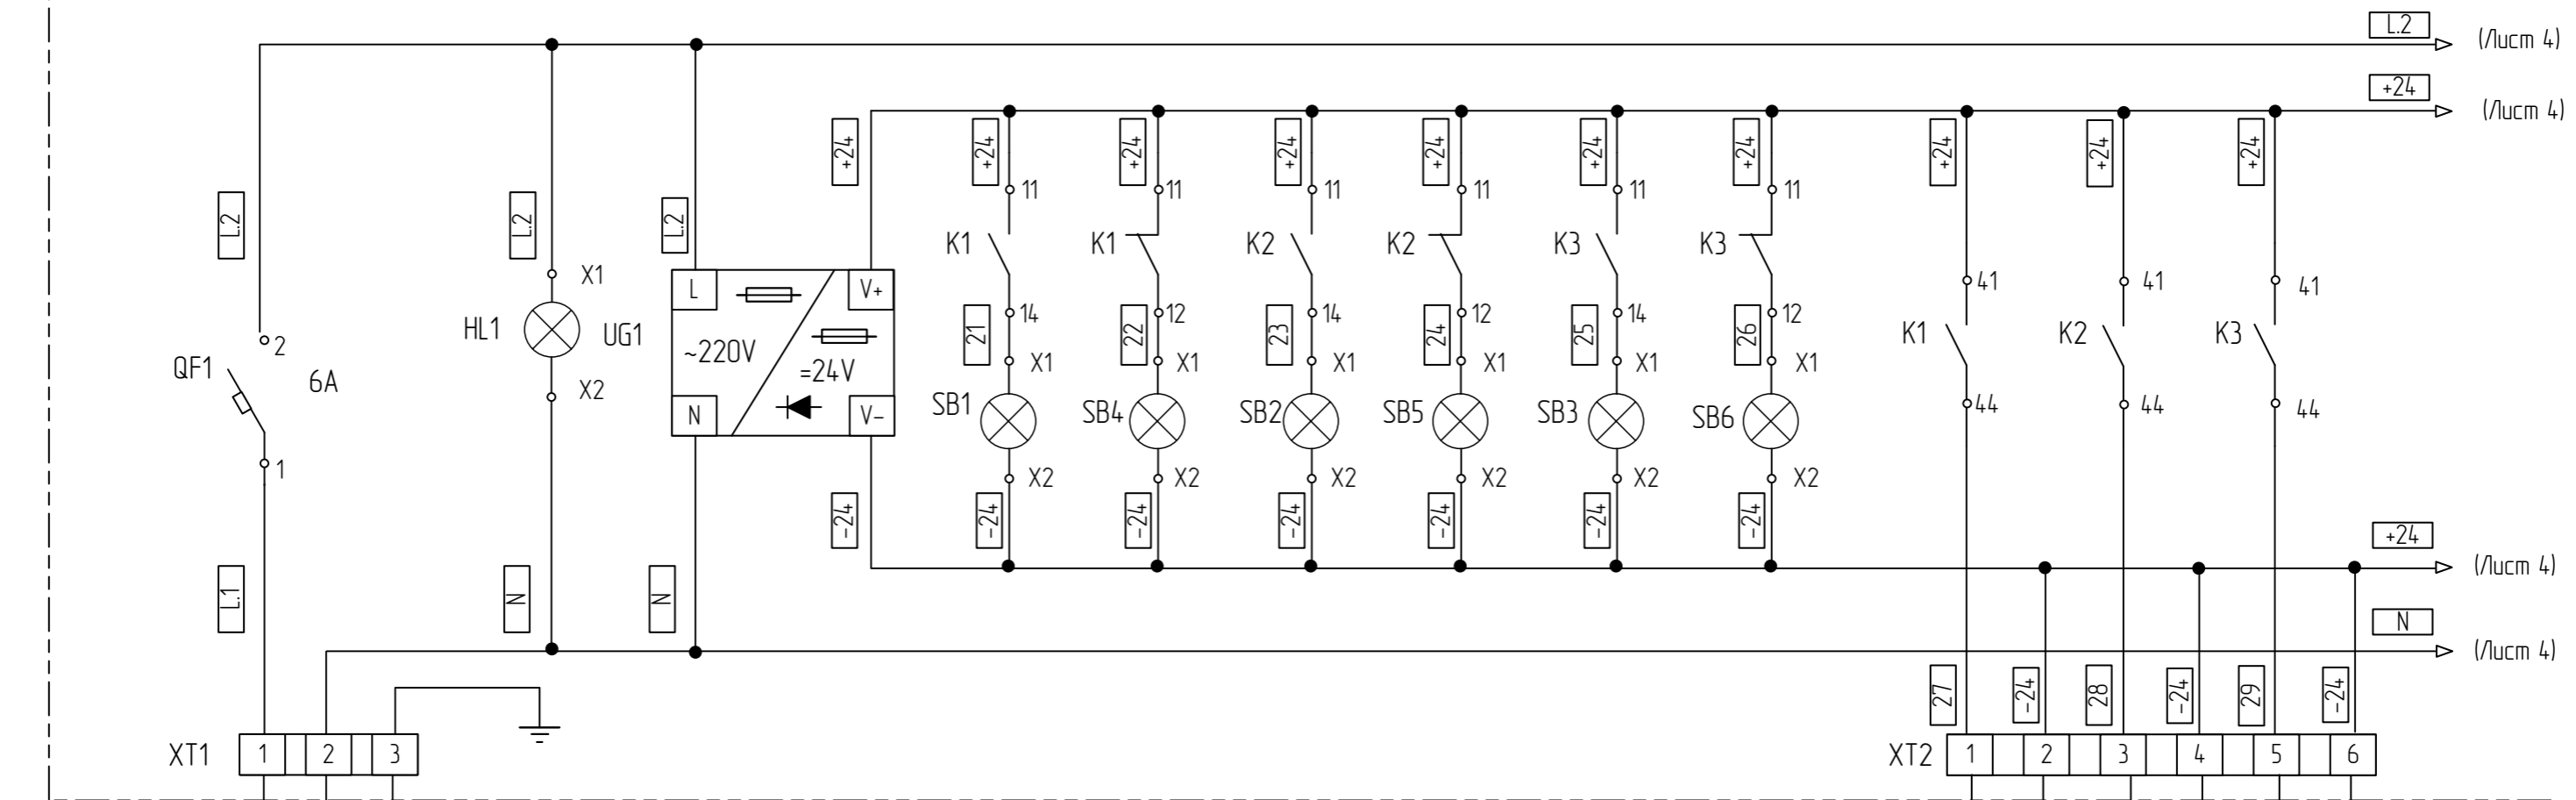 L.2 (Лист 4)
+24 (Лист 4)
+24 +24 +24 +24 +24 +24 +24 +24 +24 +24
11 11 11 11 11 11
L.2 L.2 L.2
K1 K1 K2 K2 K3 K3
X1 41 41 41
L V+
14 12 14 12 14 12
HL1 UG1 21 22 23 24 25 26 K1 K2 K3
2
~220V =24V
X1 X1 X1 X1 X1 X1
QF1 6A X2
SB1 SB4 SB2 SB5 SB3 SB6 44 44 44
N V-
1
X2 X2 X2 X2 X2 X2
-24 -24 -24 -24 -24 -24 -24
+24 (Лист 4)
L.1 N N
N (Лист 4)
27 -24 28 -24 29 -24
XT1 1 2 3 XT2 1 2 3 4 5 6